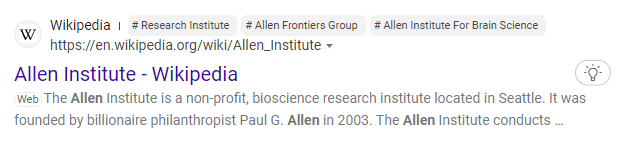 W Wikipedia # Research Institute # Allen Frontiers Group # Allen Institute For Brain Science
https://en.wikipedia.org/wiki/Allen_Institute
Allen Institute - Wikipedia
Web The Allen Institute is a non-profit, bioscience research institute located in Seattle. It was
founded by billionaire philanthropist Paul G. Allen in 2003. The Allen Institute conducts …